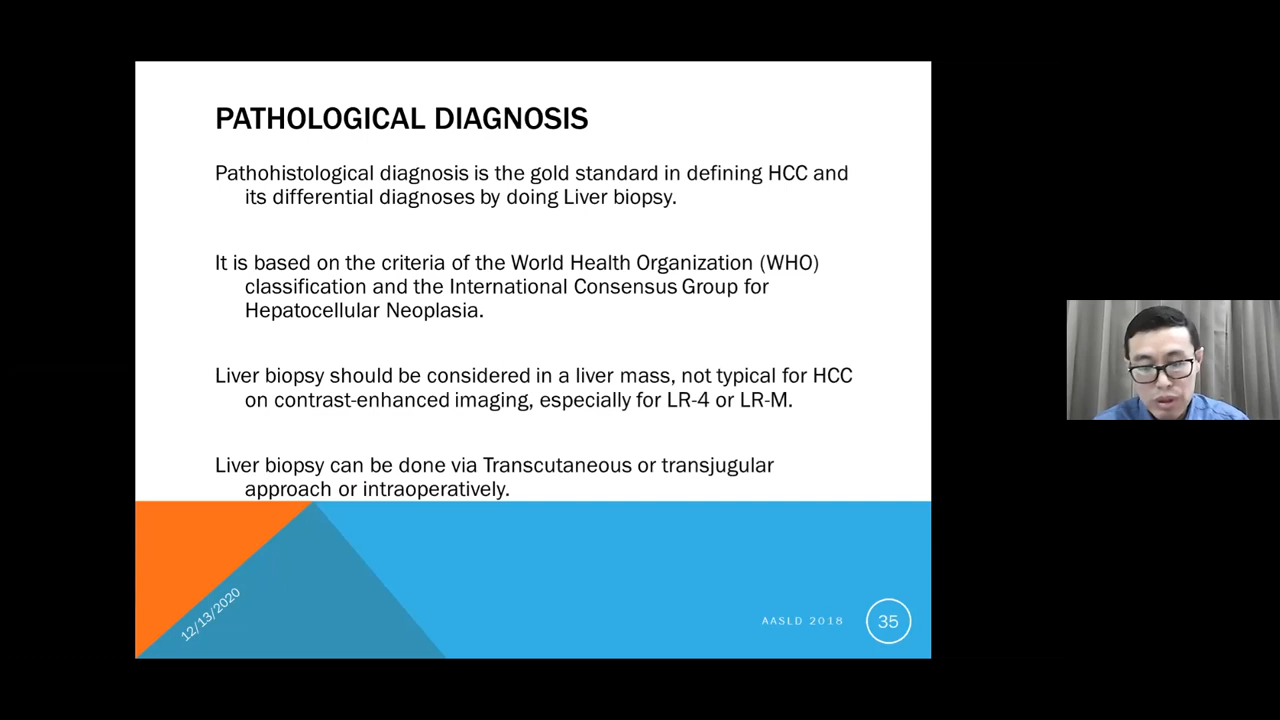 PATHOLOGICAL DIAGNOSIS
Pathohistological diagnosis is the gold standard in defining HCC and
its differential diagnoses by doing Liver biopsy.
It is based on the criteria of the World Health Organization (WHO)
classification and the International Consensus Group for
Hepatocellular Neoplasia.
Liver biopsy should be considered in a liver mass, not typical for HCC
on contrast-enhanced imaging, especially for LR-4 or LR-M.
Liver biopsy can be done via Transcutaneous or transjugular
approach or intraoperatively.
12/13/2020
AASLD 2018
35